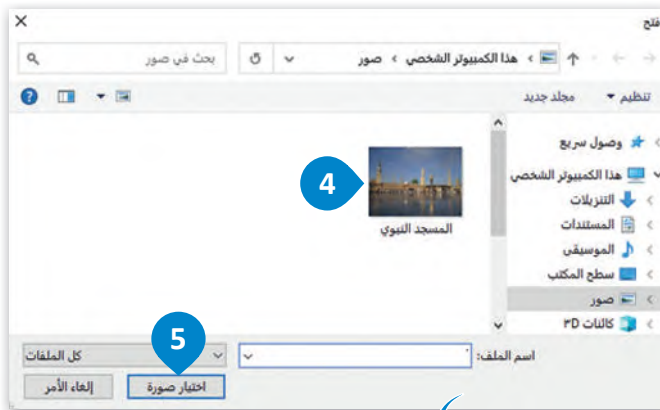 فتح
هذا الكمبيوتر الشخصي › صور
بحث في صور
تنظيم
مجلد جديد
وصول سريع
هذا الكمبيوتر الشخصي
التنزيلات
المستندات
الموسيقى
سطح المكتب
صور
كائنات ٣D
4
المسجد النبوي
اسم الملف:
كل الملفات
5
اختيار صورة
إلغاء الأمر